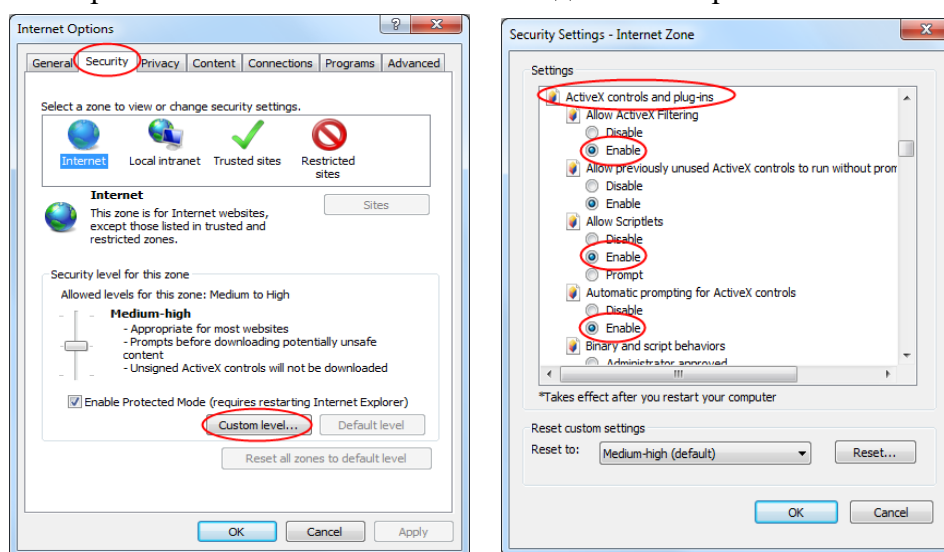 Internet Options
General Security Privacy Content Connections Programs Advanced
Select a zone to view or change security settings.
Internet Local intranet Trusted sites Restricted sites
Internet
Sites
This zone is for Internet websites,
except those listed in trusted and
restricted zones.
Security level for this zone
Allowed levels for this zone: Medium to High
Medium-high
- Appropriate for most websites
- Prompts before downloading potentially unsafe
content
- Unsigned ActiveX controls will not be downloaded
Enable Protected Mode (requires restarting Internet Explorer)
Custom level... Default level
Reset all zones to default level
OK Cancel Apply
Security Settings - Internet Zone
Settings
ActiveX controls and plug-ins
Allow ActiveX Filtering
Disable
Enable
Allow previously unused ActiveX controls to run without prom
Disable
Enable
Allow Scriptlets
Disable
Enable
Prompt
Automatic prompting for ActiveX controls
Disable
Enable
Binary and script behaviors
Administrator approved
*Takes effect after you restart your computer
Reset custom settings
Reset to: Medium-high (default) Reset...
OK Cancel